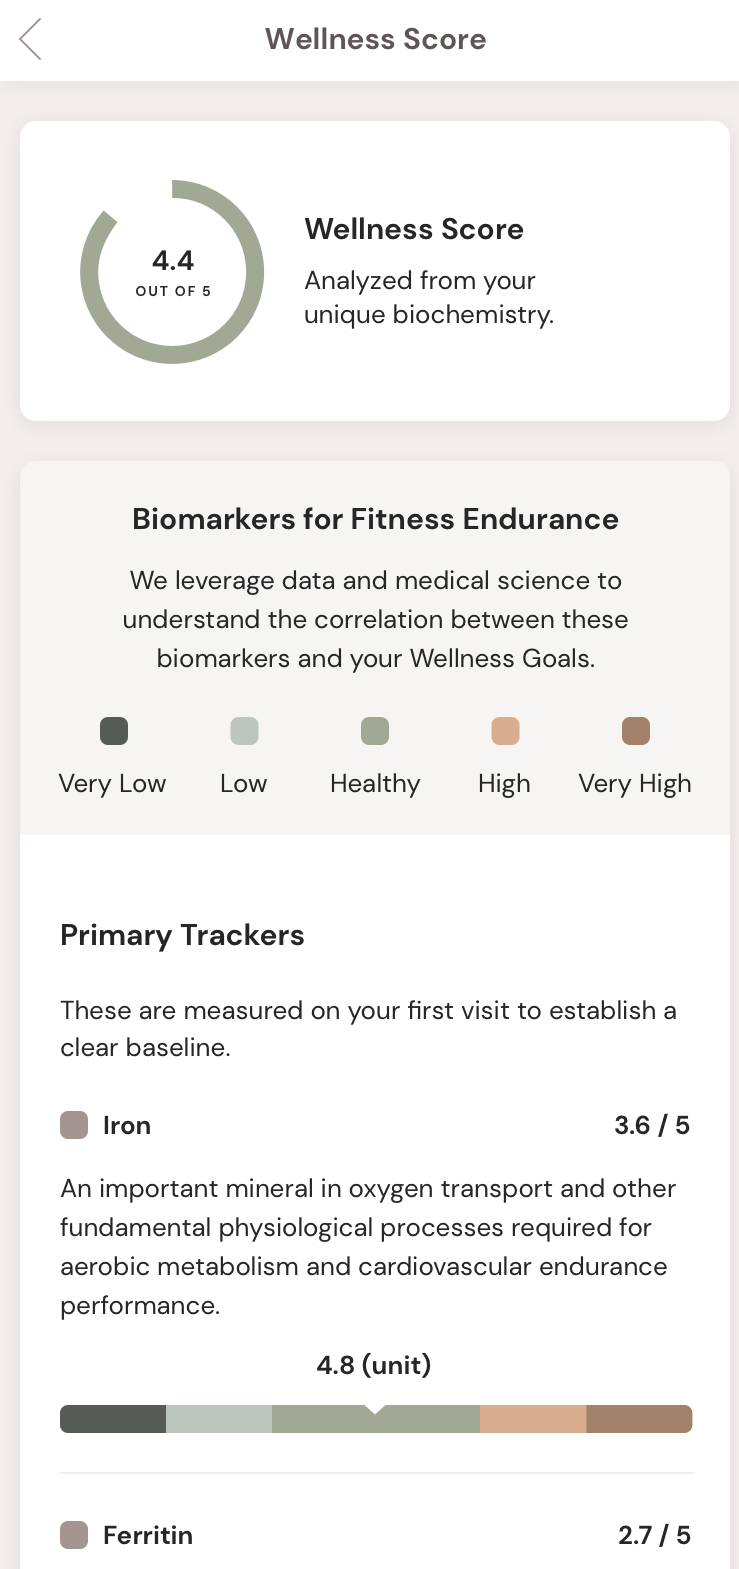 Wellness Score
4.4
OUT OF 5
Wellness Score
Analyzed from your
unique biochemistry.
Biomarkers for Fitness Endurance
We leverage data and medical science to
understand the correlation between these
biomarkers and your Wellness Goals.
Very Low Low Healthy High Very High
Primary Trackers
These are measured on your first visit to establish a
clear baseline.
Iron 3.6 / 5
An important mineral in oxygen transport and other
fundamental physiological processes required for
aerobic metabolism and cardiovascular endurance
performance.
4.8 (unit)
Ferritin 2.7 / 5